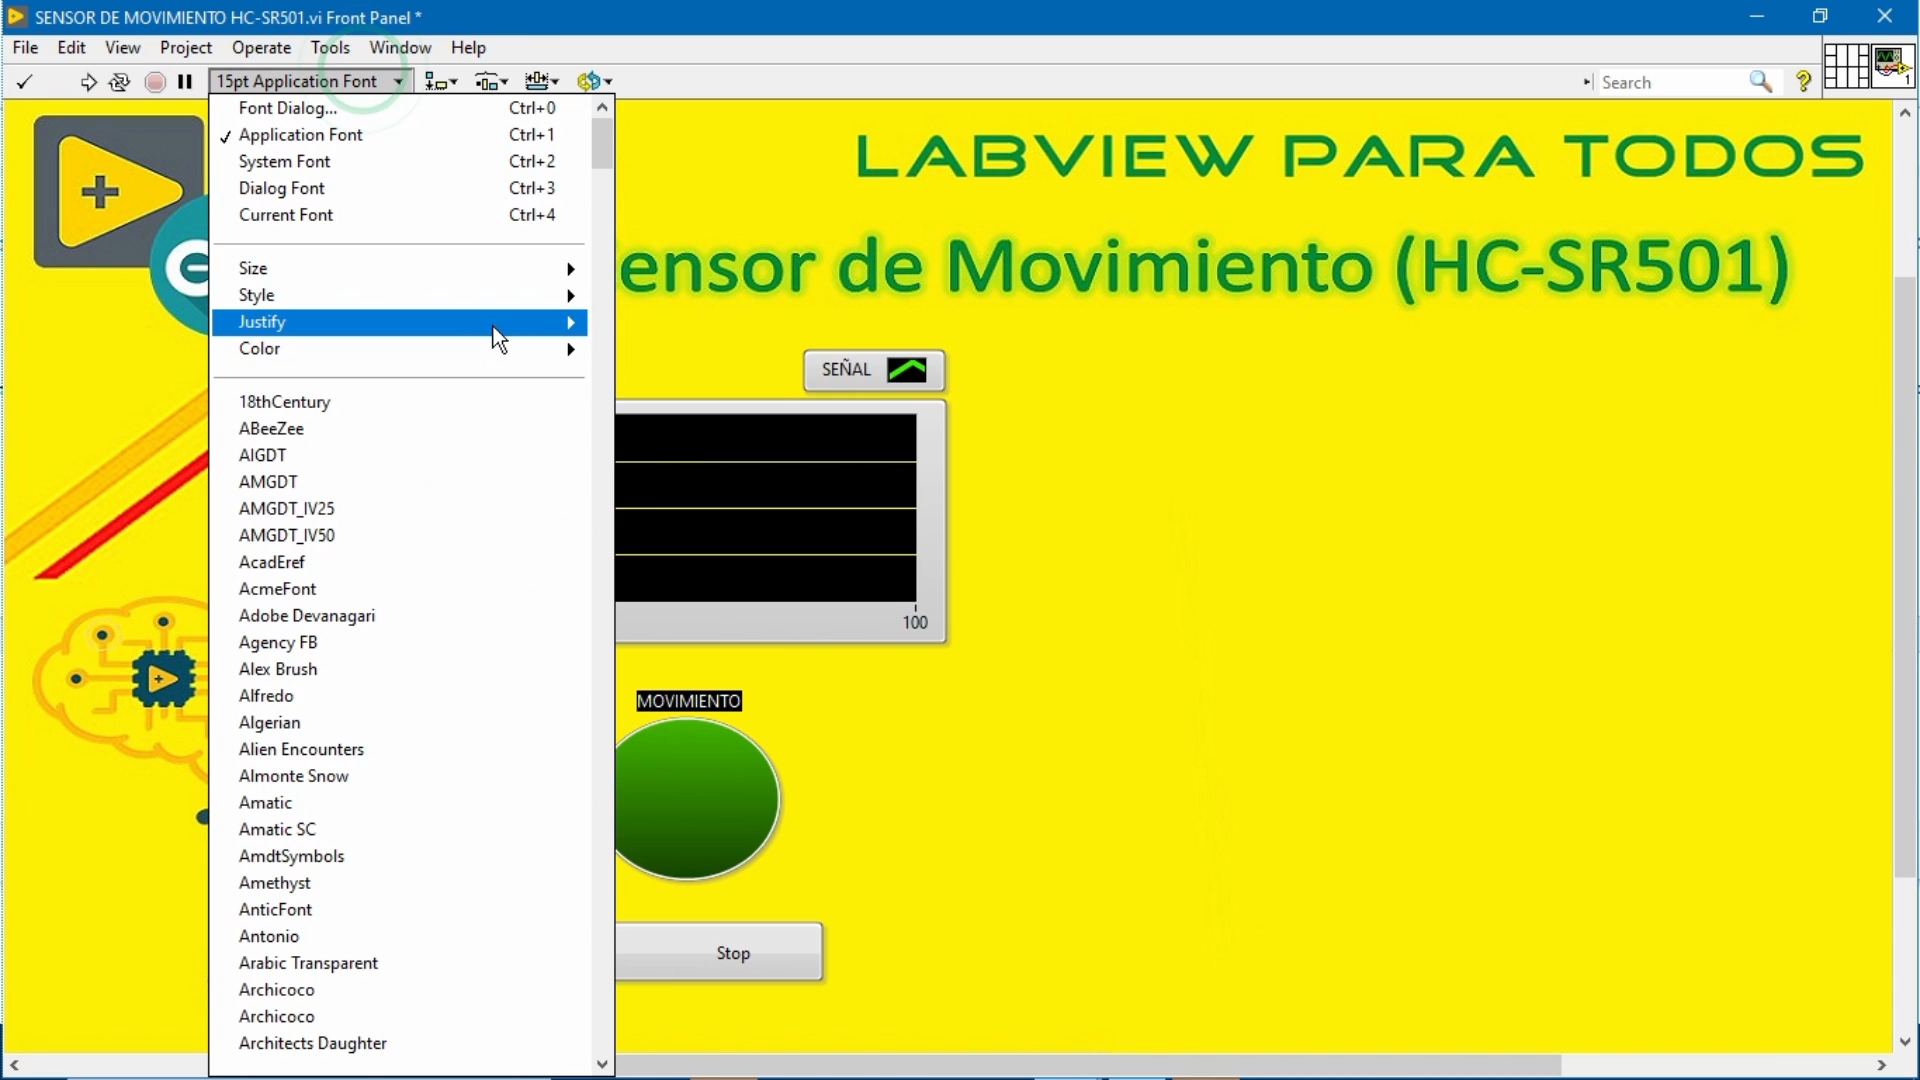 SENSOR DE MOVIMIENTO HC-SR501.vi Front Panel *
File Edit View Project Operate Tools Window Help
15pt Application Font
Search
?
1
Font Dialog... Ctrl+0
✓ Application Font Ctrl+1
System Font Ctrl+2
Dialog Font Ctrl+3
Current Font Ctrl+4
Size
Style
Justify
Color
18thCentury
ABeeZee
AIGDT
AMGDT
AMGDT_IV25
AMGDT_IV50
AcadEref
AcmeFont
Adobe Devanagari
Agency FB
Alex Brush
Alfredo
Algerian
Alien Encounters
Almonte Snow
Amatic
Amatic SC
AmdtSymbols
Amethyst
AnticFont
Antonio
Arabic Transparent
Archicoco
Archicoco
Architects Daughter
LABVIEW PARA TODOS
ensor de Movimiento (HC-SR501)
SEÑAL
100
MOVIMIENTO
Stop